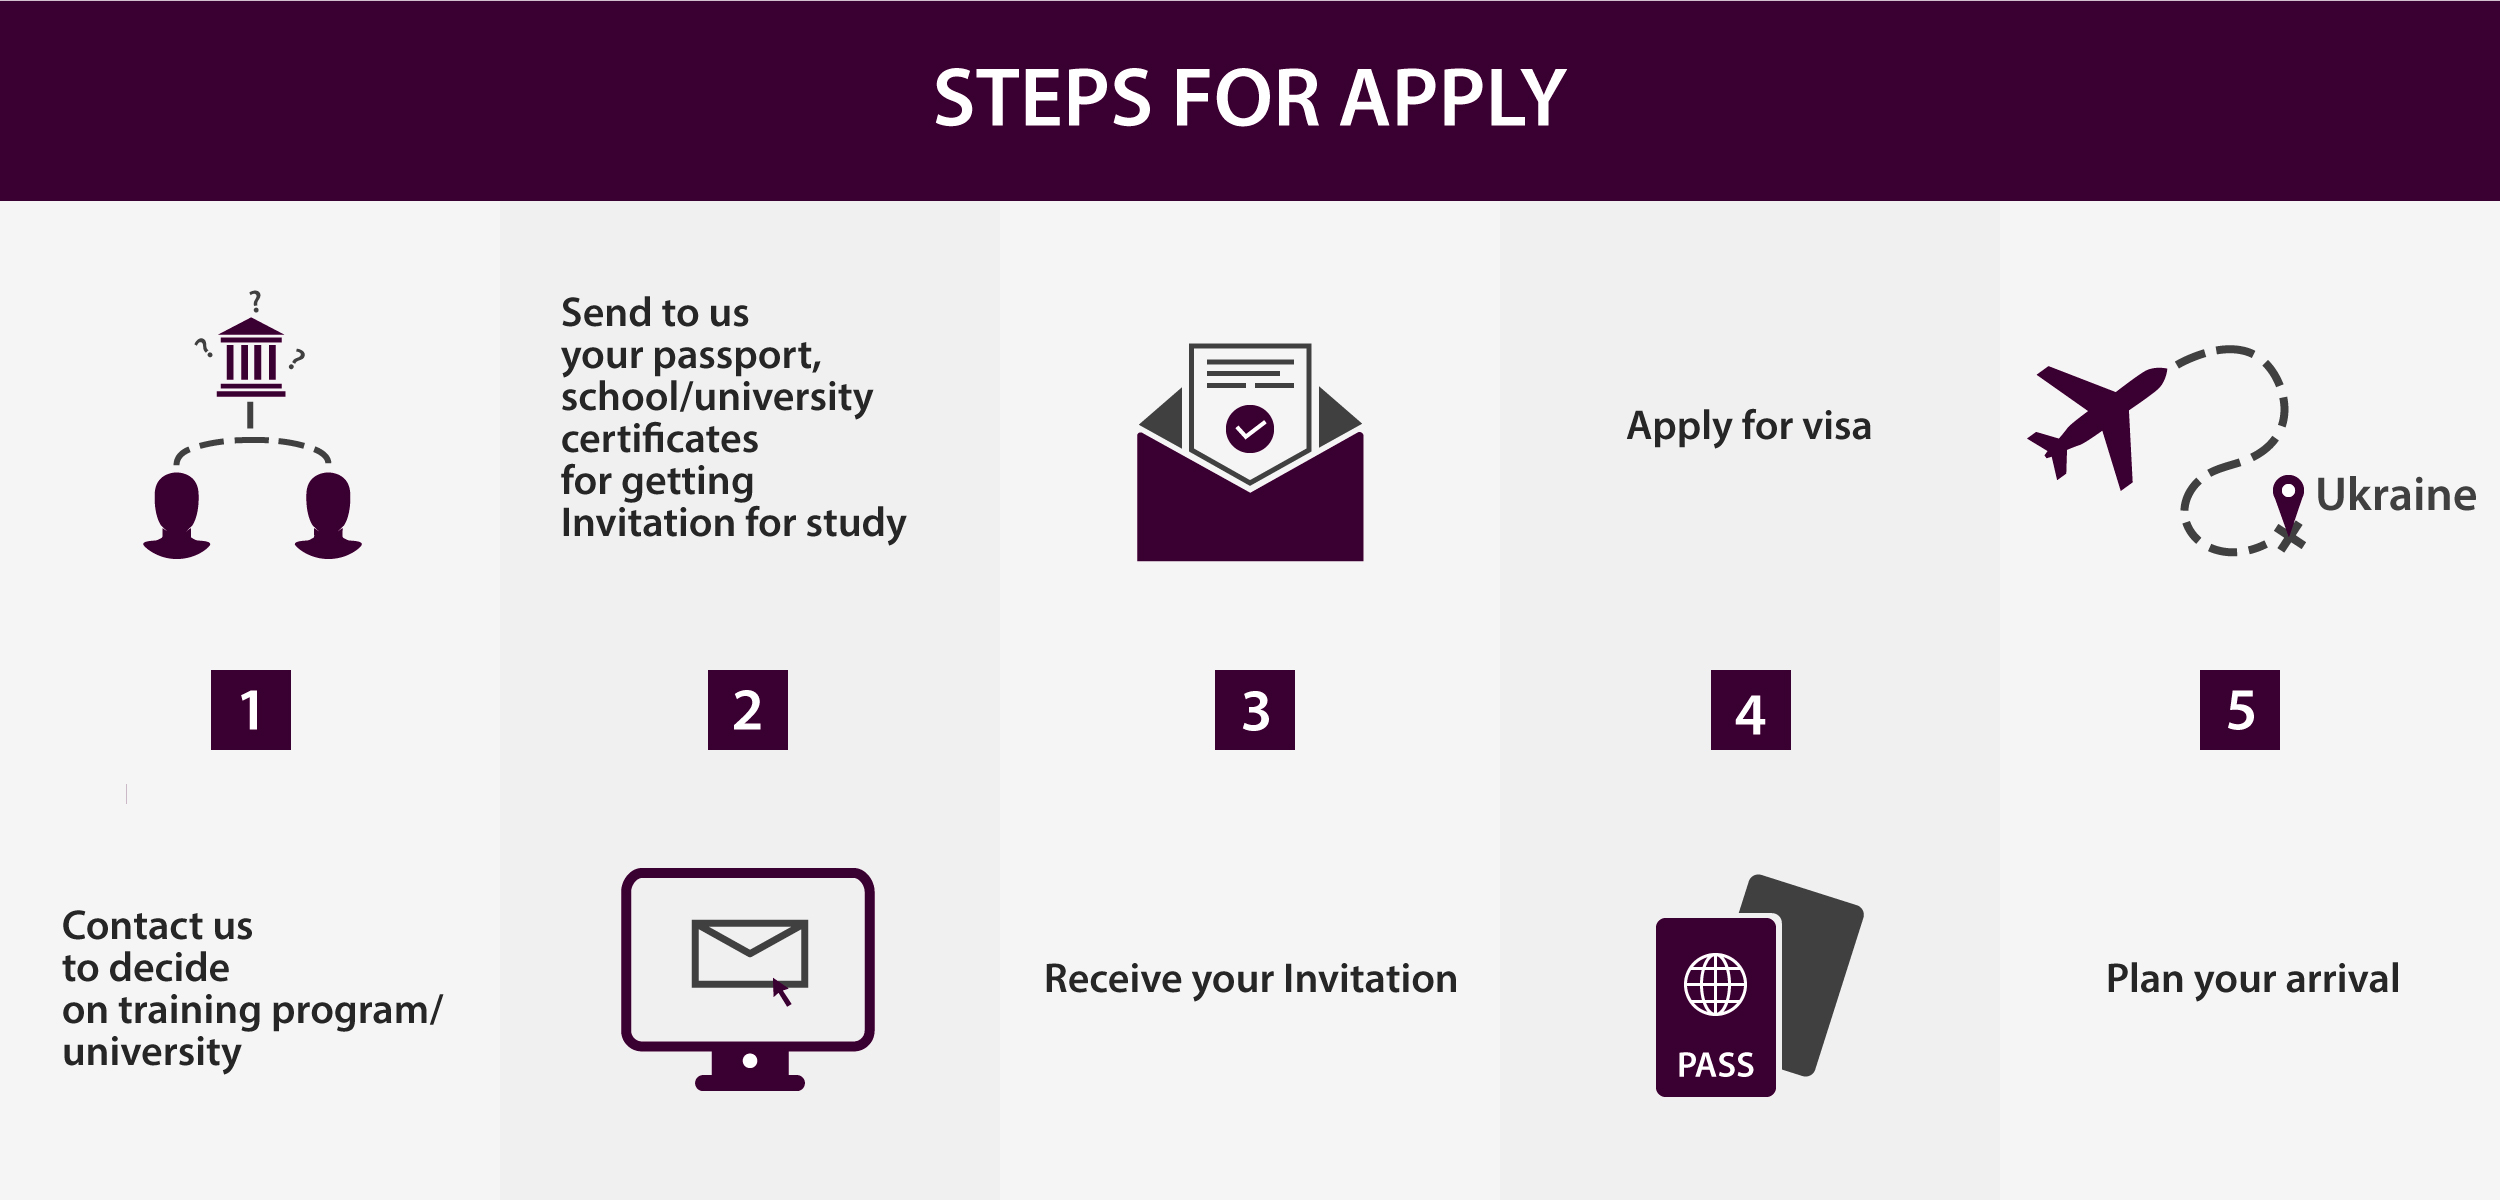 STEPS FOR APPLY
?
?
?
1
Contact us
to decide
on training program/
university
Send to us
your passport,
school/university
certificates
for getting
Invitation for study
2
3
Receive your Invitation
Apply for visa
4
PASS
Ukraine
5
Plan your arrival